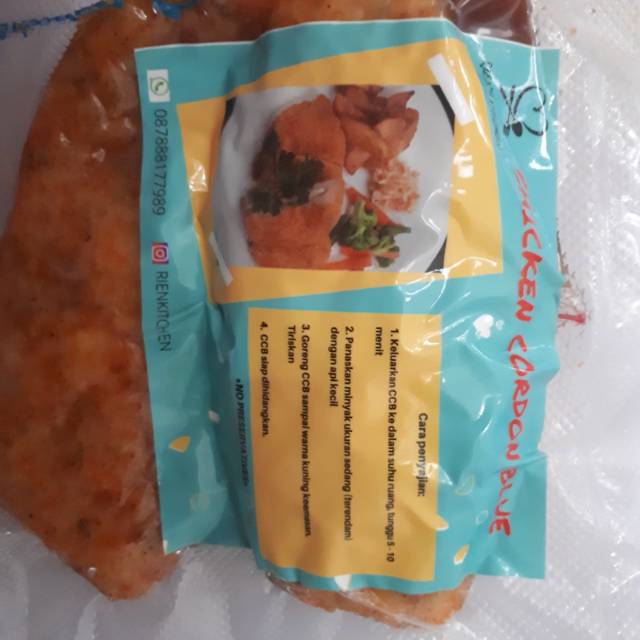 CHICKEN CORDON BLUE
Cara penyajian:
1. Keluarkan CCB ke dalam suhu ruang, tunggu 5 - 10
menit
2. Panaskan minyak ukuran sedang (terendam)
dengan api kecil
3. Goreng CCB sampai warna kuning keemasan.
Tiriskan
4. CCB siap dihidangkan.
*NO PRESERVATIVES*
087888177989
RIENKITCHEN